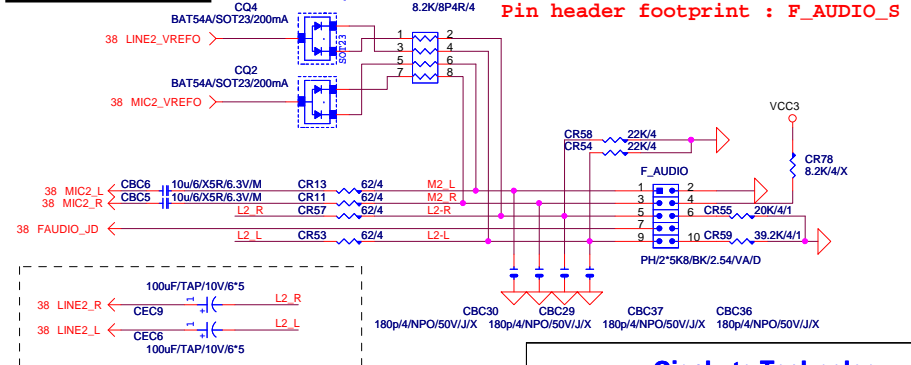 CQ4
BAT54A/SOT23/200mA
8.2K/8P4R/4
Pin header footprint : F_AUDIO_S
38 LINE2_VREFO
SOT23
1 2
3 4
5 6
7 8
CQ2
BAT54A/SOT23/200mA
38 MIC2_VREFO
VCC3
CR58 22K/4
CR54 22K/4
CR78
8.2K/4/X
F_AUDIO
38 MIC2_L CBC6 10u/6/X5R/6.3V/M CR13 62/4 M2_L 1 2
38 MIC2_R CBC5 10u/6/X5R/6.3V/M CR11 62/4 M2_R 3 4
L2_R CR57 62/4 L2-R 5 6 CR55 20K/4/1
38 FAUDIO_JD 7
L2_L CR53 62/4 L2-L 9 10 CR59 39.2K/4/1
PH/2*5K8/BK/2.54/VA/D
100uF/TAP/10V/6*5
38 LINE2_R 1 L2_R
CEC9 +
38 LINE2_L 1 L2_L
CEC6 +
100uF/TAP/10V/6*5
CBC30 CBC29 CBC37 CBC36
180p/4/NPO/50V/J/X 180p/4/NPO/50V/J/X 180p/4/NPO/50V/J/X 180p/4/NPO/50V/J/X